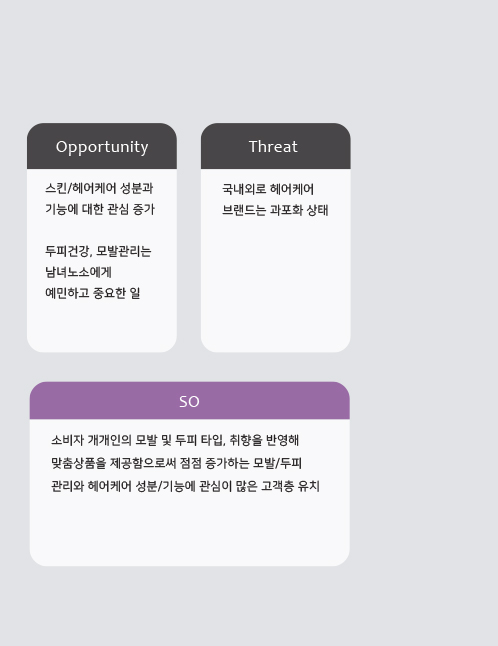 Opportunity
스킨/헤어케어 성분과
기능에 대한 관심 증가
두피건강, 모발관리는
남녀노소에게
예민하고 중요한 일
Threat
국내외로 헤어케어
브랜드는 과포화 상태
SO
소비자 개개인의 모발 및 두피 타입, 취향을 반영해
맞춤상품을 제공함으로써 점점 증가하는 모발/두피
관리와 헤어케어 성분/기능에 관심이 많은 고객층 유치